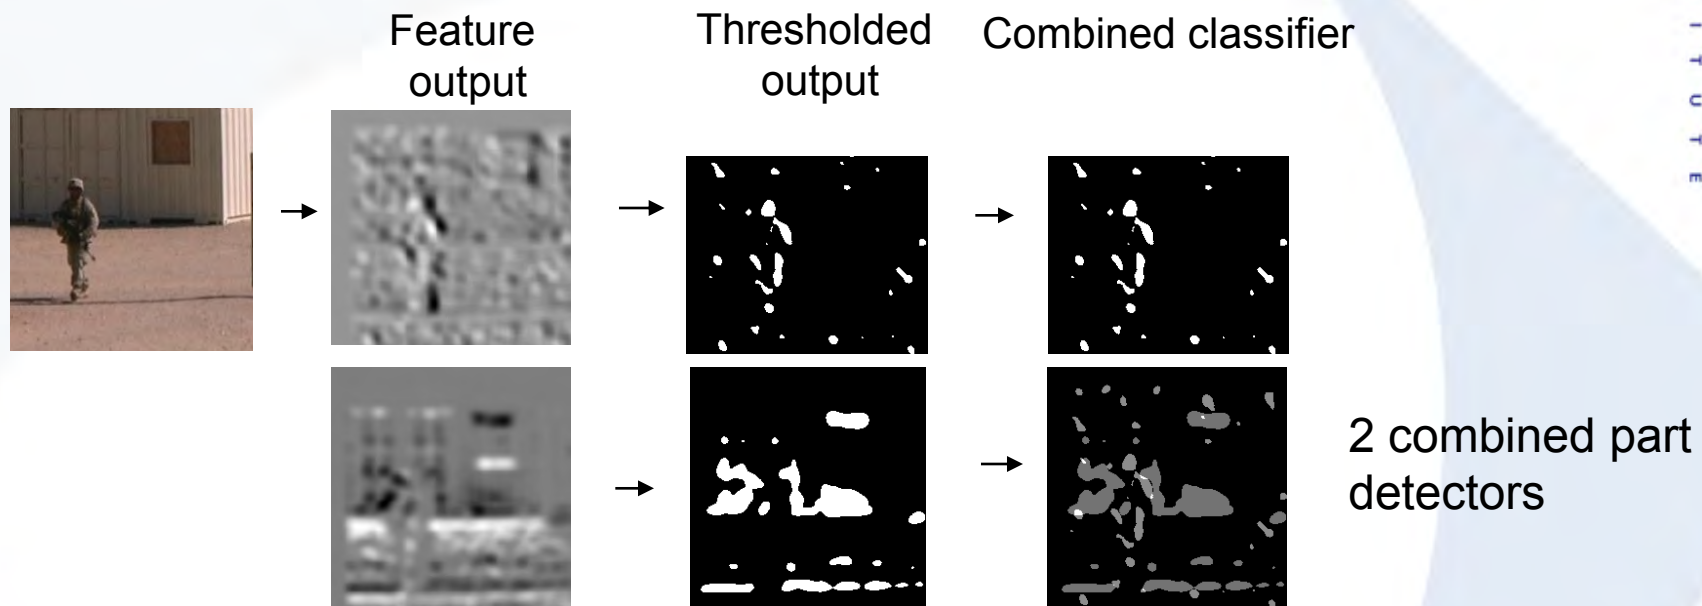 Feature
output
Thresholded
output
Combined classifier
I T U T E
2 combined part
detectors